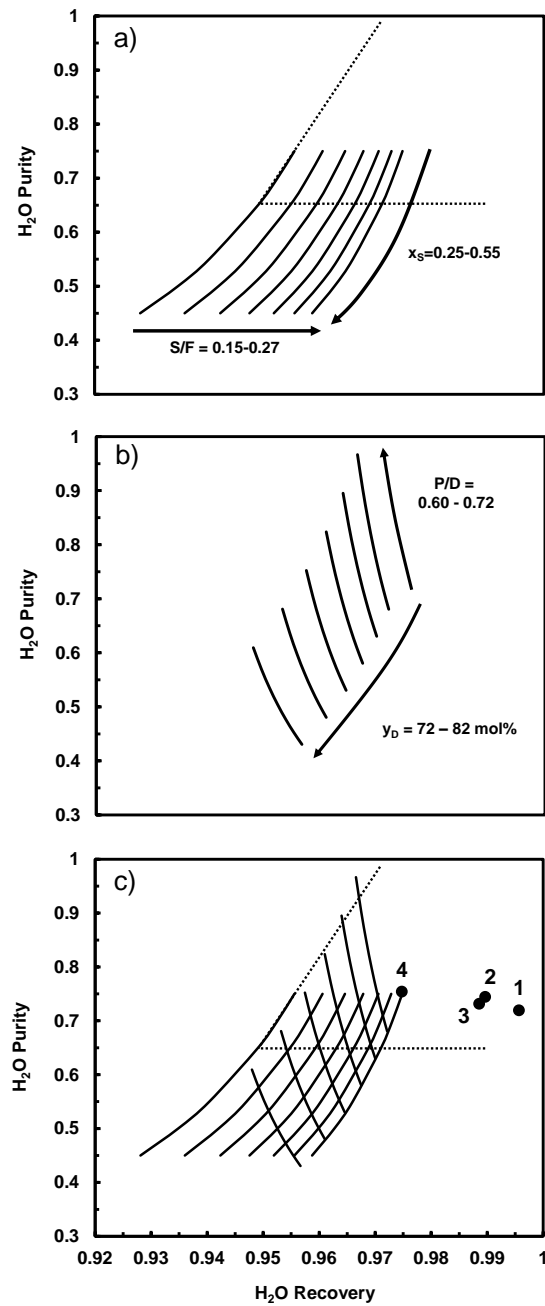 a)
1
0.9
0.8
0.7
0.6
0.5
0.4
0.3
H₂O Purity
xS=0.25-0.55
S/F = 0.15-0.27
b)
1
0.9
0.8
0.7
0.6
0.5
0.4
0.3
H₂O Purity
P/D =
0.60 - 0.72
yD = 72 – 82 mol%
c)
1
0.9
0.8
0.7
0.6
0.5
0.4
0.3
H₂O Purity
4
2
3
1
0.92 0.93 0.94 0.95 0.96 0.97 0.98 0.99 1
H₂O Recovery